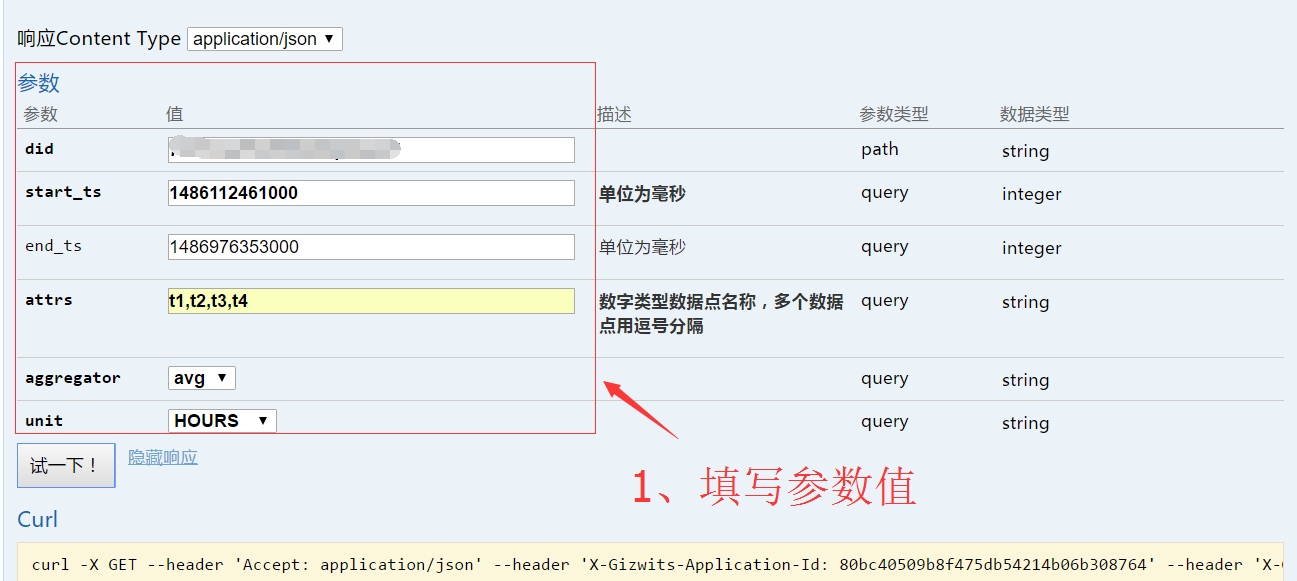 响应Content Type application/json ▼
参数
参数 值 描述 参数类型 数据类型
did path string
start_ts 1486112461000 单位为毫秒 query integer
end_ts 1486976353000 单位为毫秒 query integer
attrs t1,t2,t3,t4 数字类型数据点名称，多个数据 query string
点用逗号分隔
aggregator avg ▼ query string
unit HOURS ▼ query string
试一下！ 隐藏响应
1、填写参数值
Curl
curl -X GET --header 'Accept: application/json' --header 'X-Gizwits-Application-Id: 80bc40509b8f475db54214b06b308764' --header 'X-